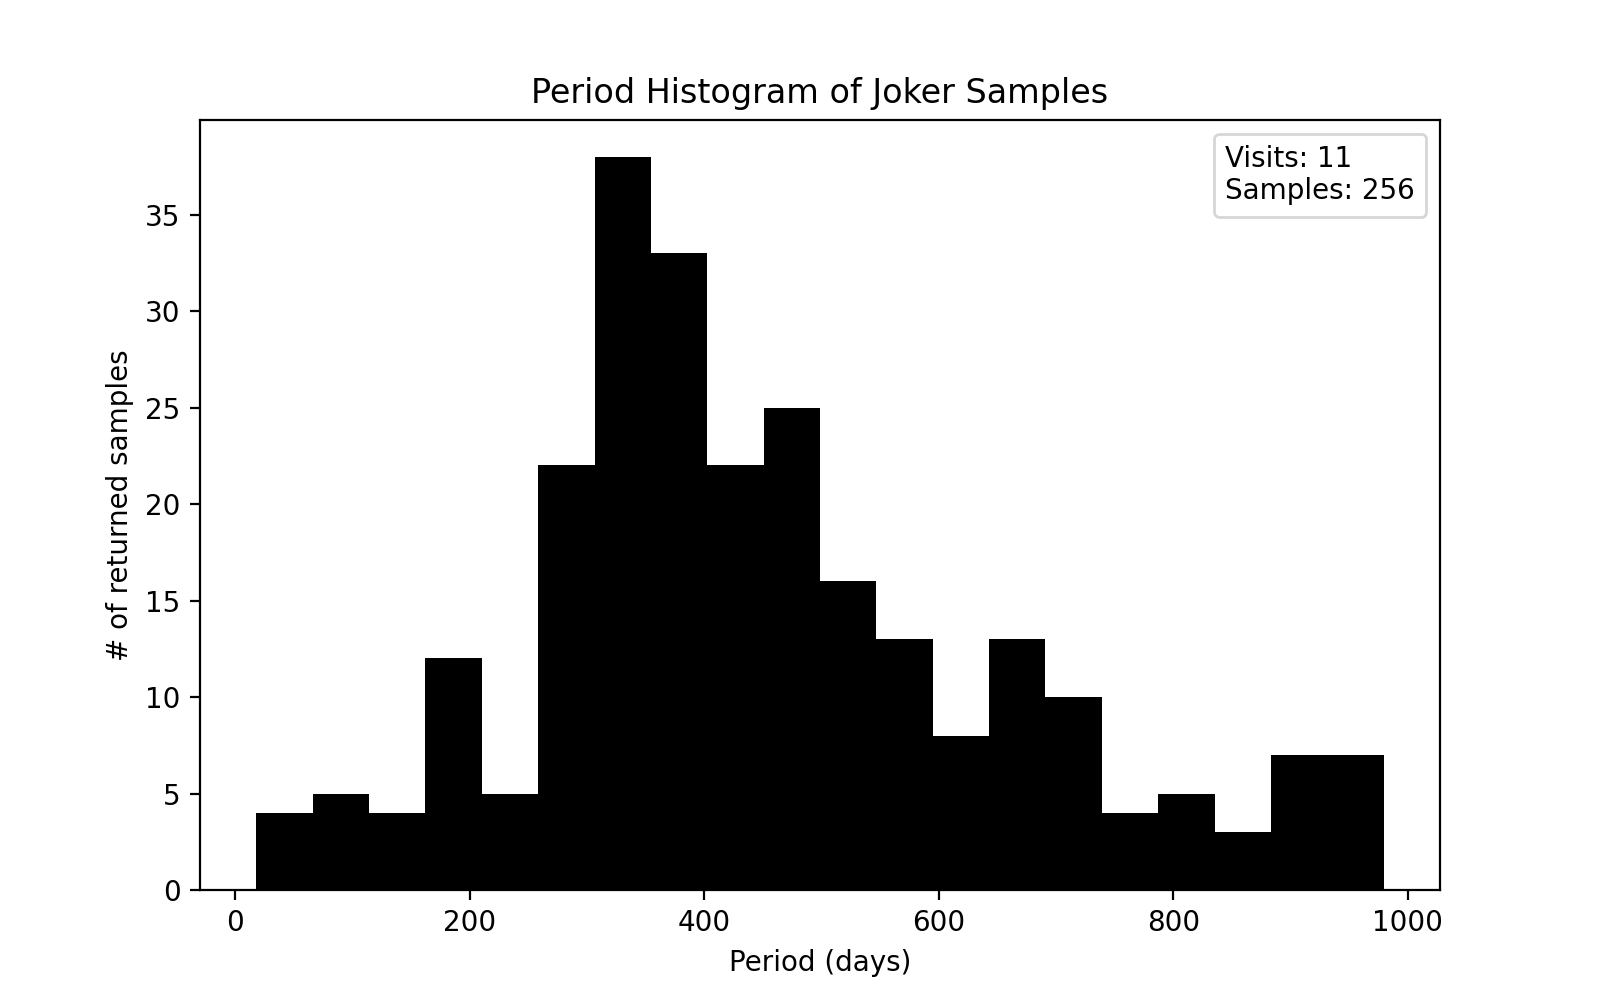 Period Histogram of Joker Samples
Visits: 11
Samples: 256
# of returned samples
35
30
25
20
15
10
5
0
0 200 400 600 800 1000
Period (days)